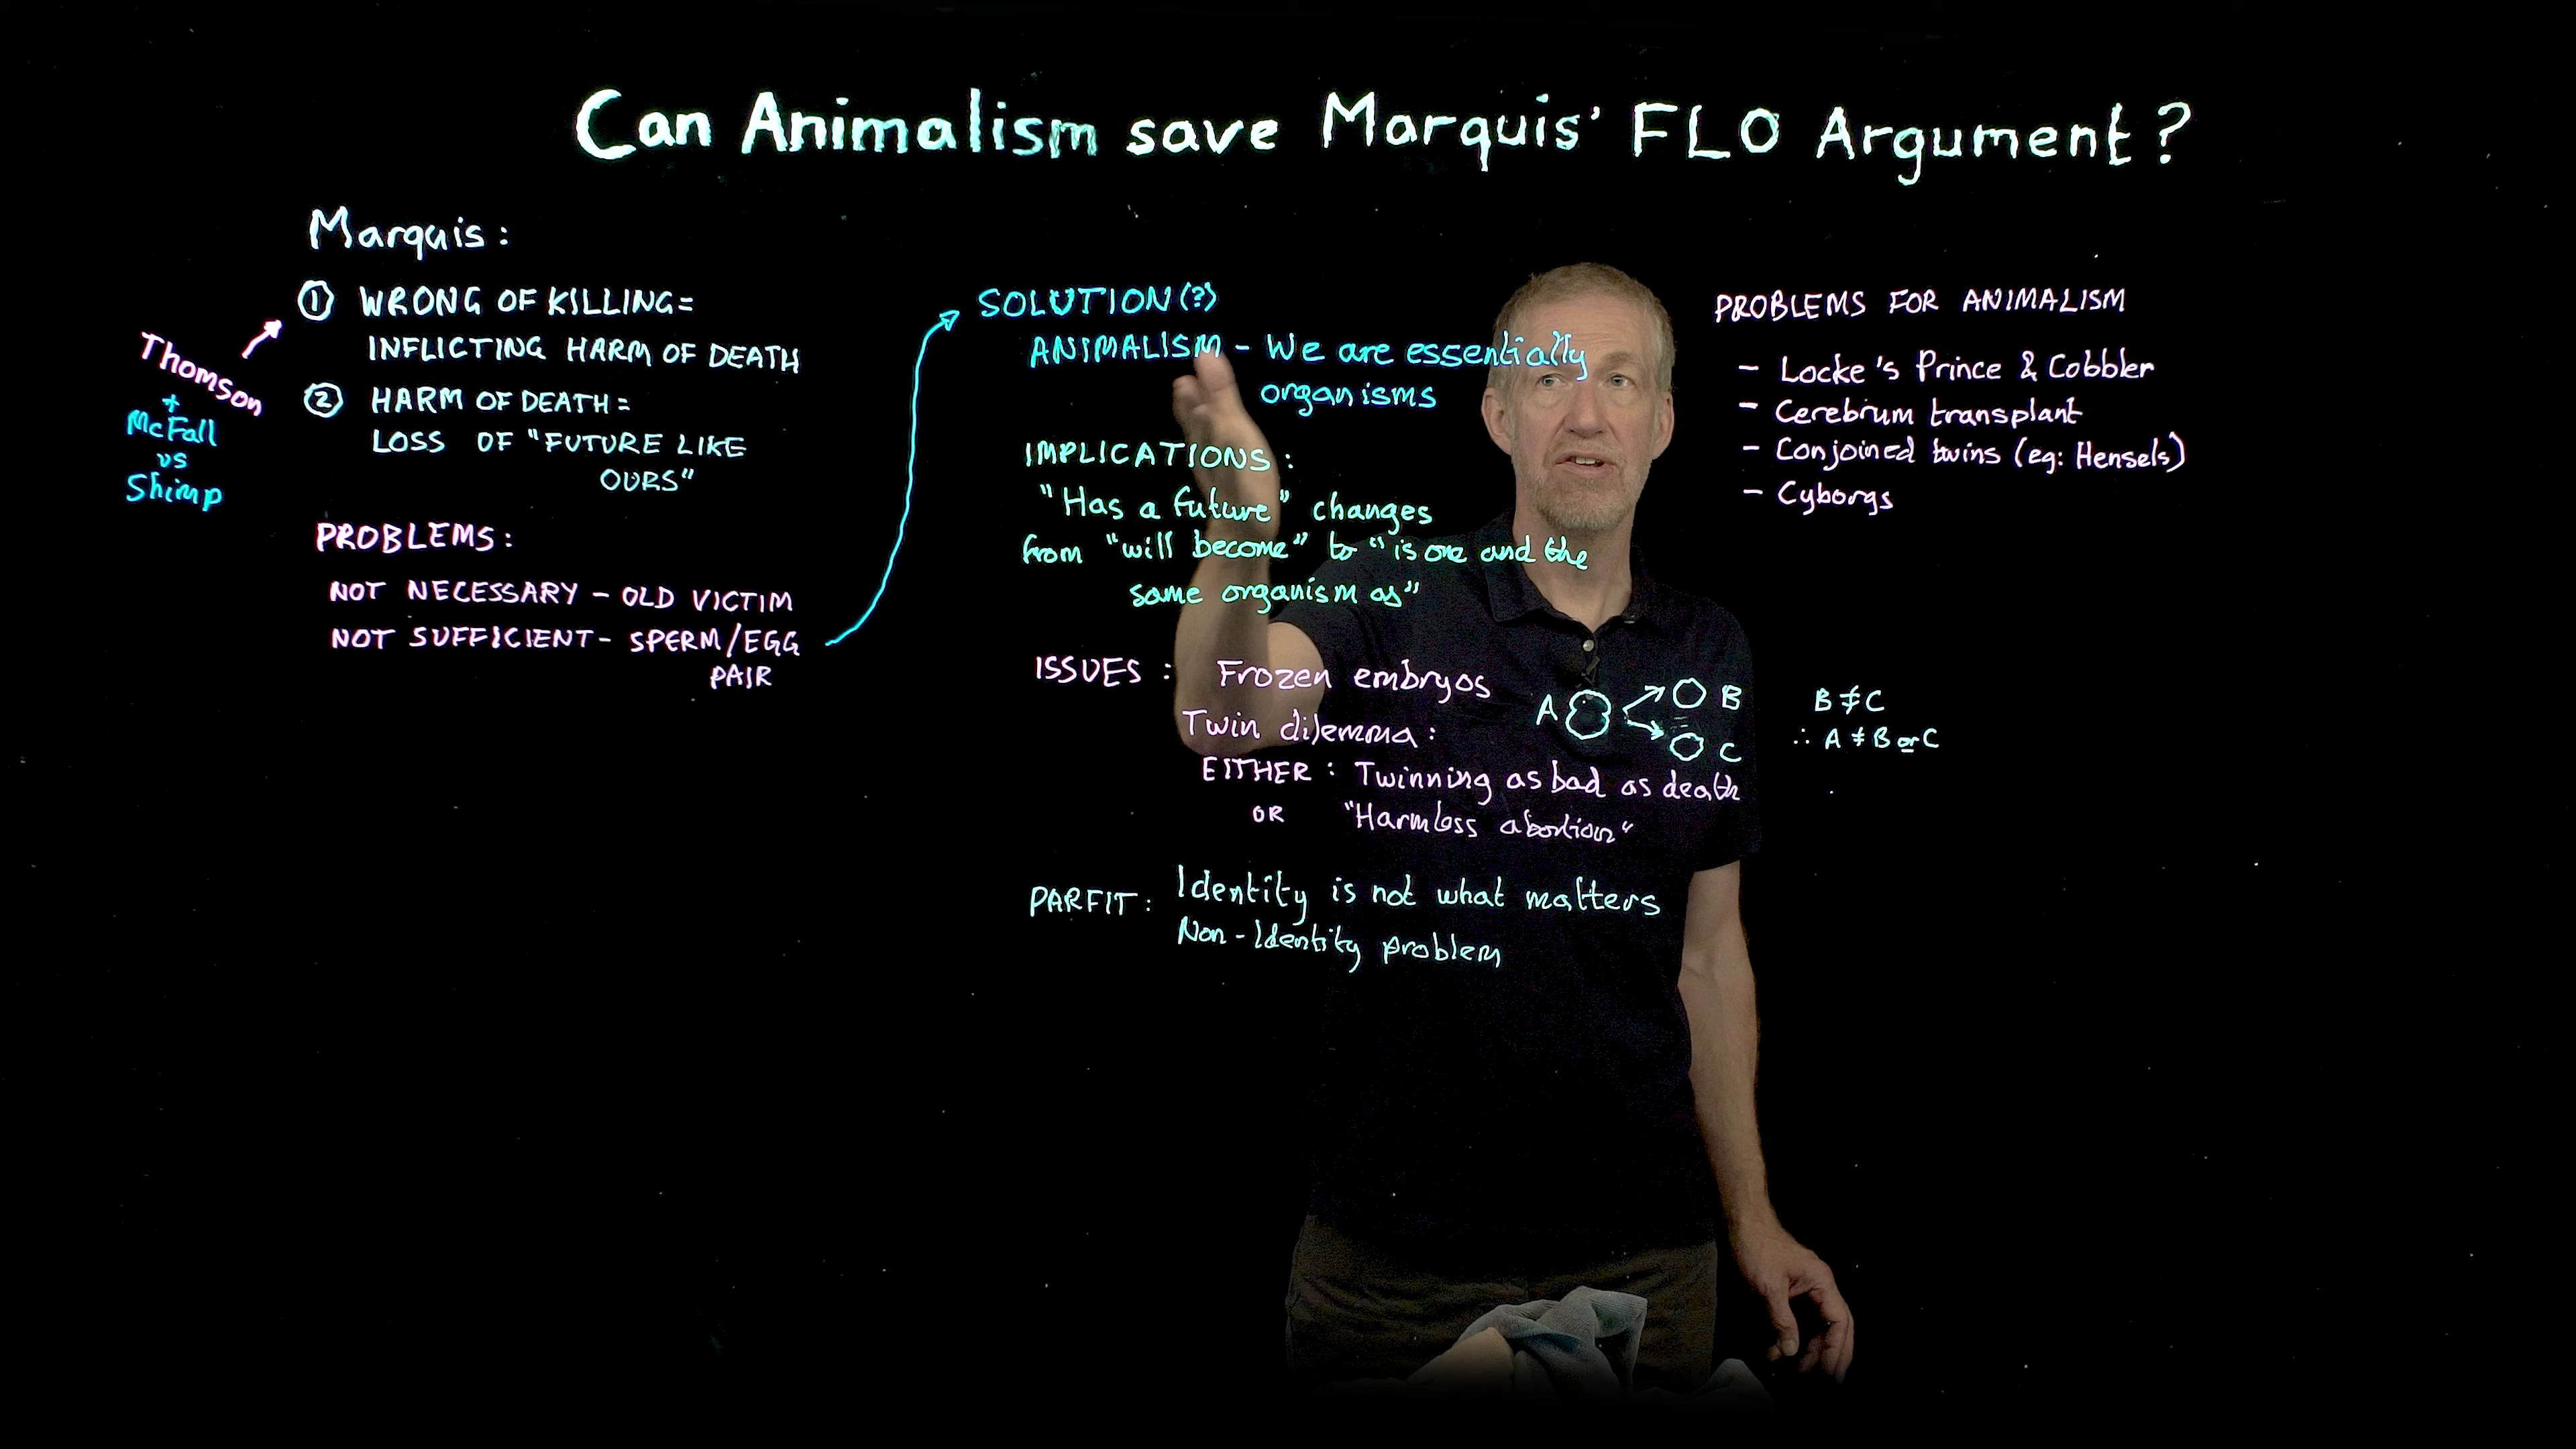 Can Animalism save Marquis' FLO Argument?
Marquis:
① WRONG OF KILLING =
INFLICTING HARM OF DEATH
② HARM OF DEATH =
LOSS OF "FUTURE LIKE
OURS"
Thomson
+
McFall
vs
Shimp
PROBLEMS:
NOT NECESSARY - OLD VICTIM
NOT SUFFICIENT - SPERM/EGG
PAIR
SOLUTION (?)
ANIMALISM - We are essentially
organisms
IMPLICATIONS:
"Has a future" changes
from "will become" to "is one and the
same organism as"
ISSUES: Frozen embryos
Twin dilemma:
EITHER: Twinning as bad as death
OR "Harmless abortion"
A B
C
B ≠ C
∴ A ≠ B or C
PARFIT: Identity is not what matters
Non-Identity problem
PROBLEMS FOR ANIMALISM
- Locke's Prince & Cobbler
- Cerebrum transplant
- Conjoined twins (eg: Hensels)
- Cyborgs